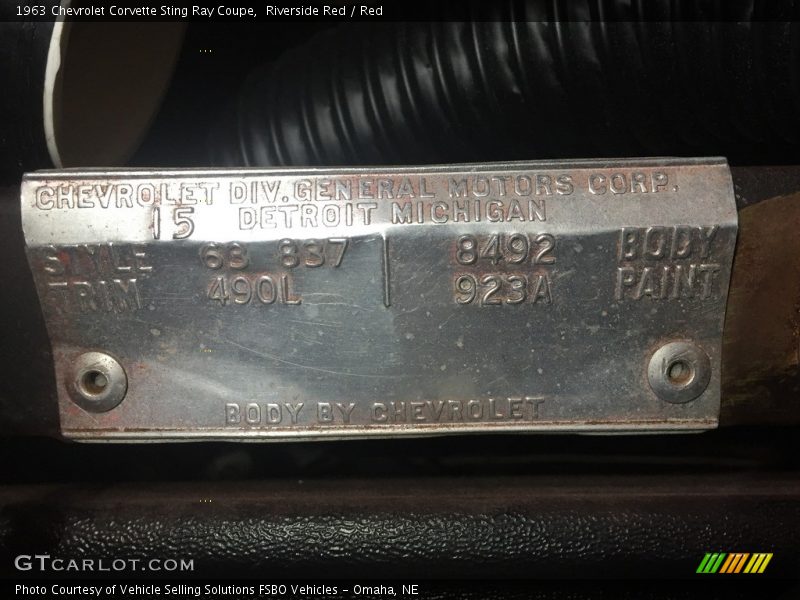 1963 Chevrolet Corvette Sting Ray Coupe, Riverside Red / Red
CHEVROLET DIV. GENERAL MOTORS CORP.
15 DETROIT MICHIGAN
STYLE 63 837 8492 BODY
TRIM 490L 923A PAINT
BODY BY CHEVROLET
GTCARLOT.COM
Photo Courtesy of Vehicle Selling Solutions FSBO Vehicles - Omaha, NE